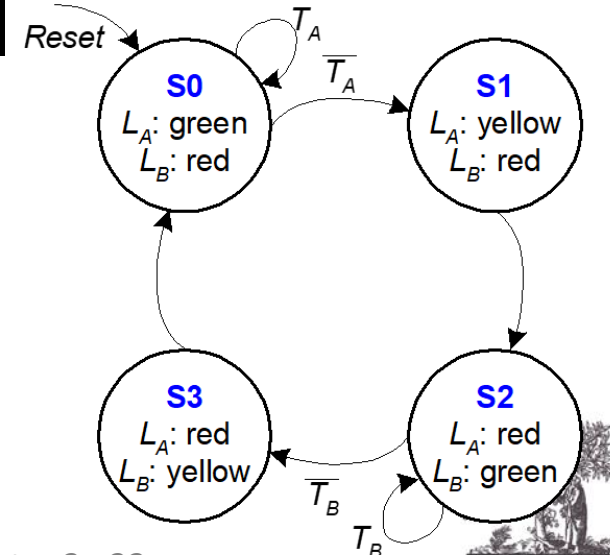 Reset
T_A
T̅_A
S0
L_A: green
L_B: red
S1
L_A: yellow
L_B: red
S3
L_A: red
L_B: yellow
S2
L_A: red
L_B: green
T̅_B
T_B